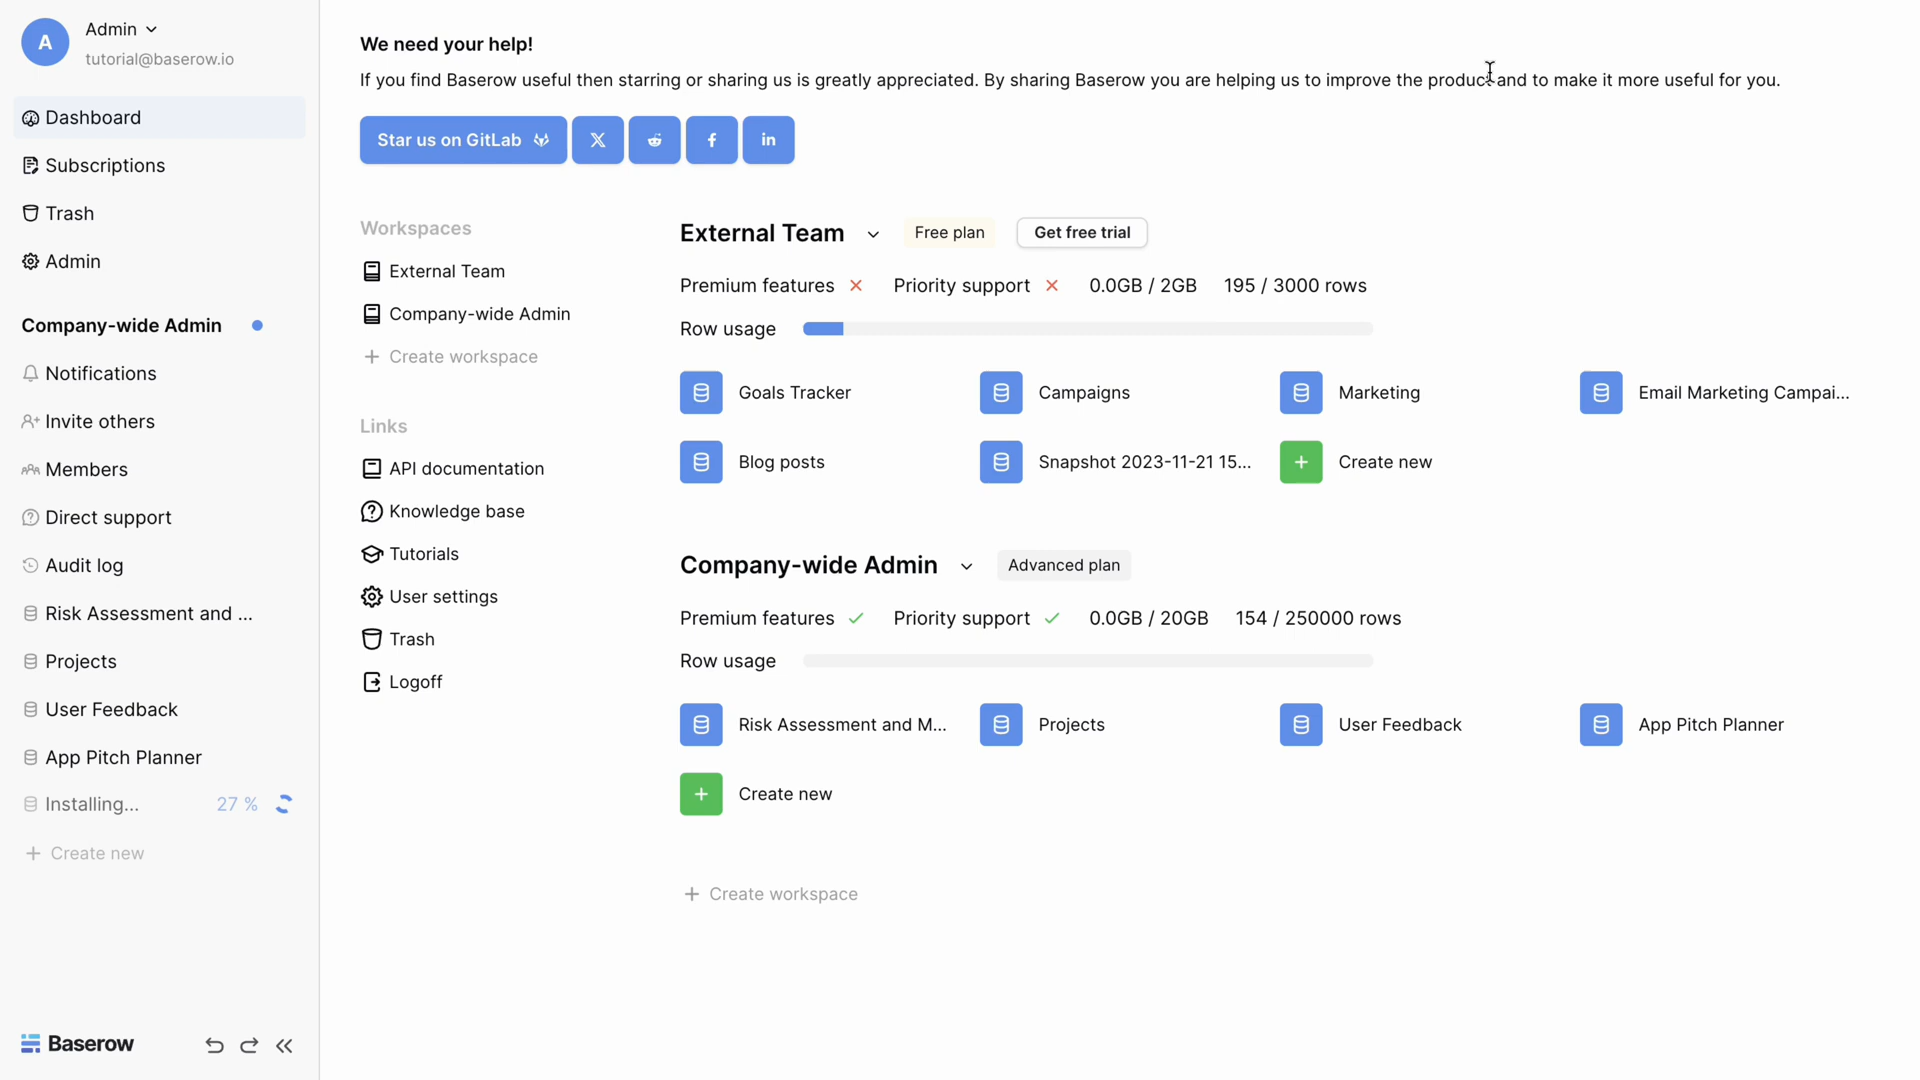 A
Admin
tutorial@baserow.io
Dashboard
Subscriptions
Trash
Admin
Company-wide Admin
Notifications
Invite others
Members
Direct support
Audit log
Risk Assessment and ...
Projects
User Feedback
App Pitch Planner
Installing... 27 %
+ Create new
Baserow
We need your help!
If you find Baserow useful then starring or sharing us is greatly appreciated. By sharing Baserow you are helping us to improve the product and to make it more useful for you.
Star us on GitLab
Workspaces
External Team
Company-wide Admin
+ Create workspace
Links
API documentation
Knowledge base
Tutorials
User settings
Trash
Logoff
External Team Free plan Get free trial
Premium features Priority support 0.0GB / 2GB 195 / 3000 rows
Row usage
Goals Tracker Campaigns Marketing Email Marketing Campai...
Blog posts Snapshot 2023-11-21 15... Create new
Company-wide Admin Advanced plan
Premium features Priority support 0.0GB / 20GB 154 / 250000 rows
Row usage
Risk Assessment and M... Projects User Feedback App Pitch Planner
Create new
+ Create workspace